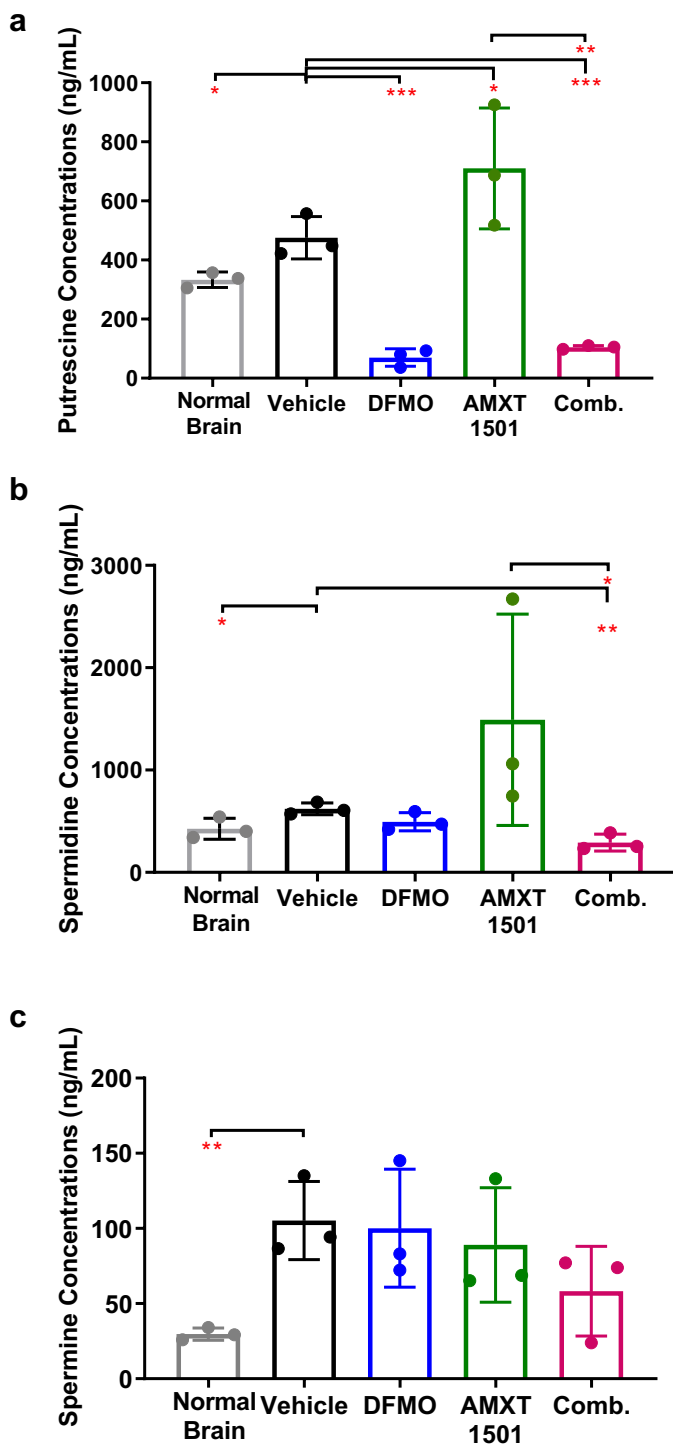 a
Putrescine Concentrations (ng/mL)
1000
800
600
400
200
0
**
* *** * ***
Normal Brain
Vehicle
DFMO
AMXT 1501
Comb.
b
Spermidine Concentrations (ng/mL)
3000
2000
1000
0
*
* **
Normal Brain
Vehicle
DFMO
AMXT 1501
Comb.
c
Spermine Concentrations (ng/mL)
200
150
100
50
0
**
Normal Brain
Vehicle
DFMO
AMXT 1501
Comb.